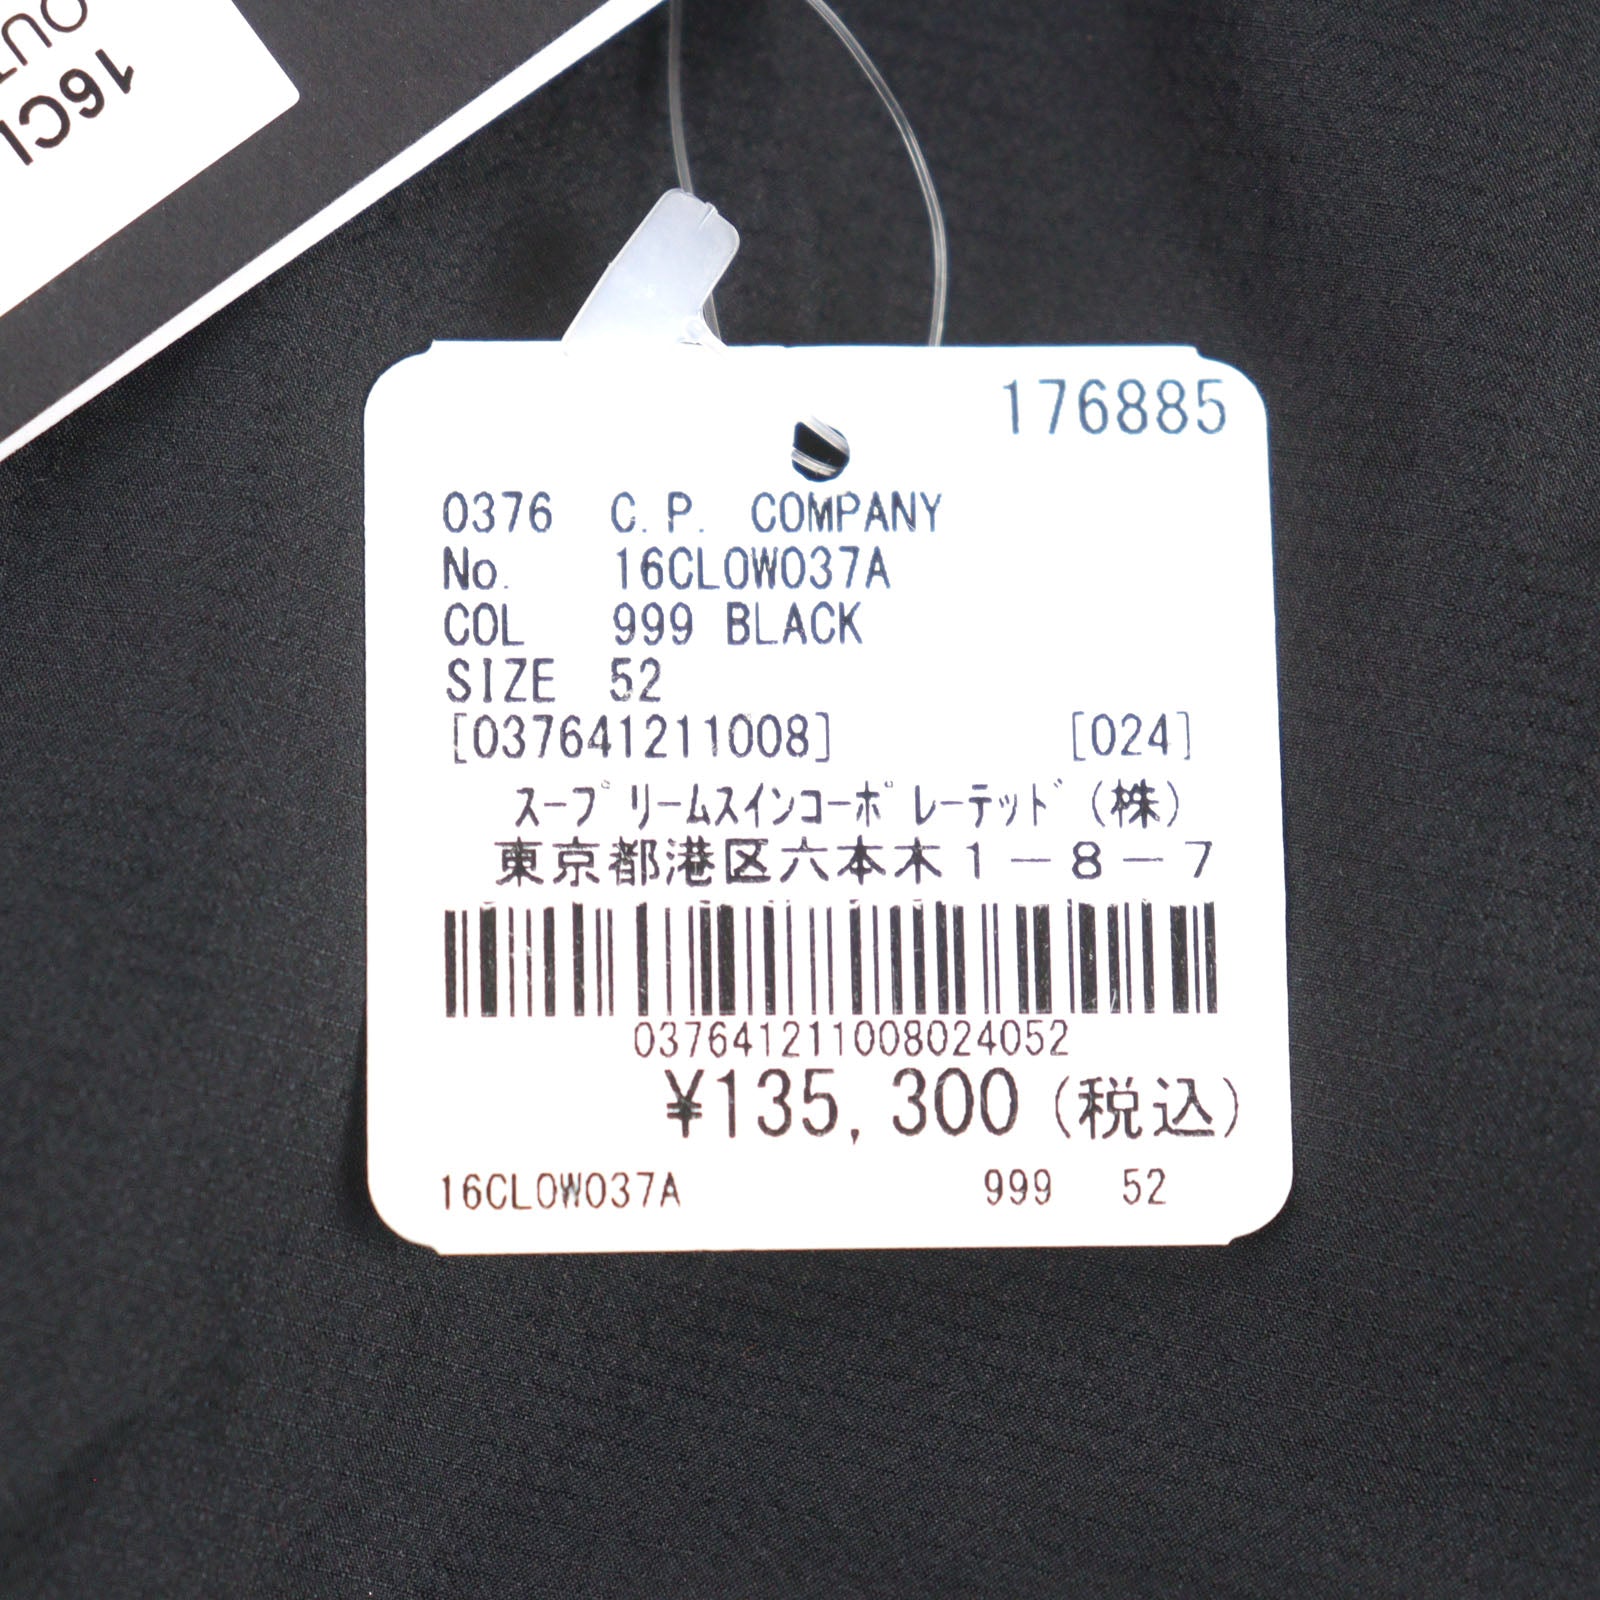 16CL
OUT
176885
0376 C.P. COMPANY
No. 16CLOW037A
COL 999 BLACK
SIZE 52
[037641211008] [024]
ｽｰﾌﾟﾘｰﾑｽｲﾝｺｰﾎﾟﾚｰﾃｯﾄﾞ(株)
東京都港区六本木1－8－7
037641211008024052
¥135,300(税込)
16CLOW037A 999 52